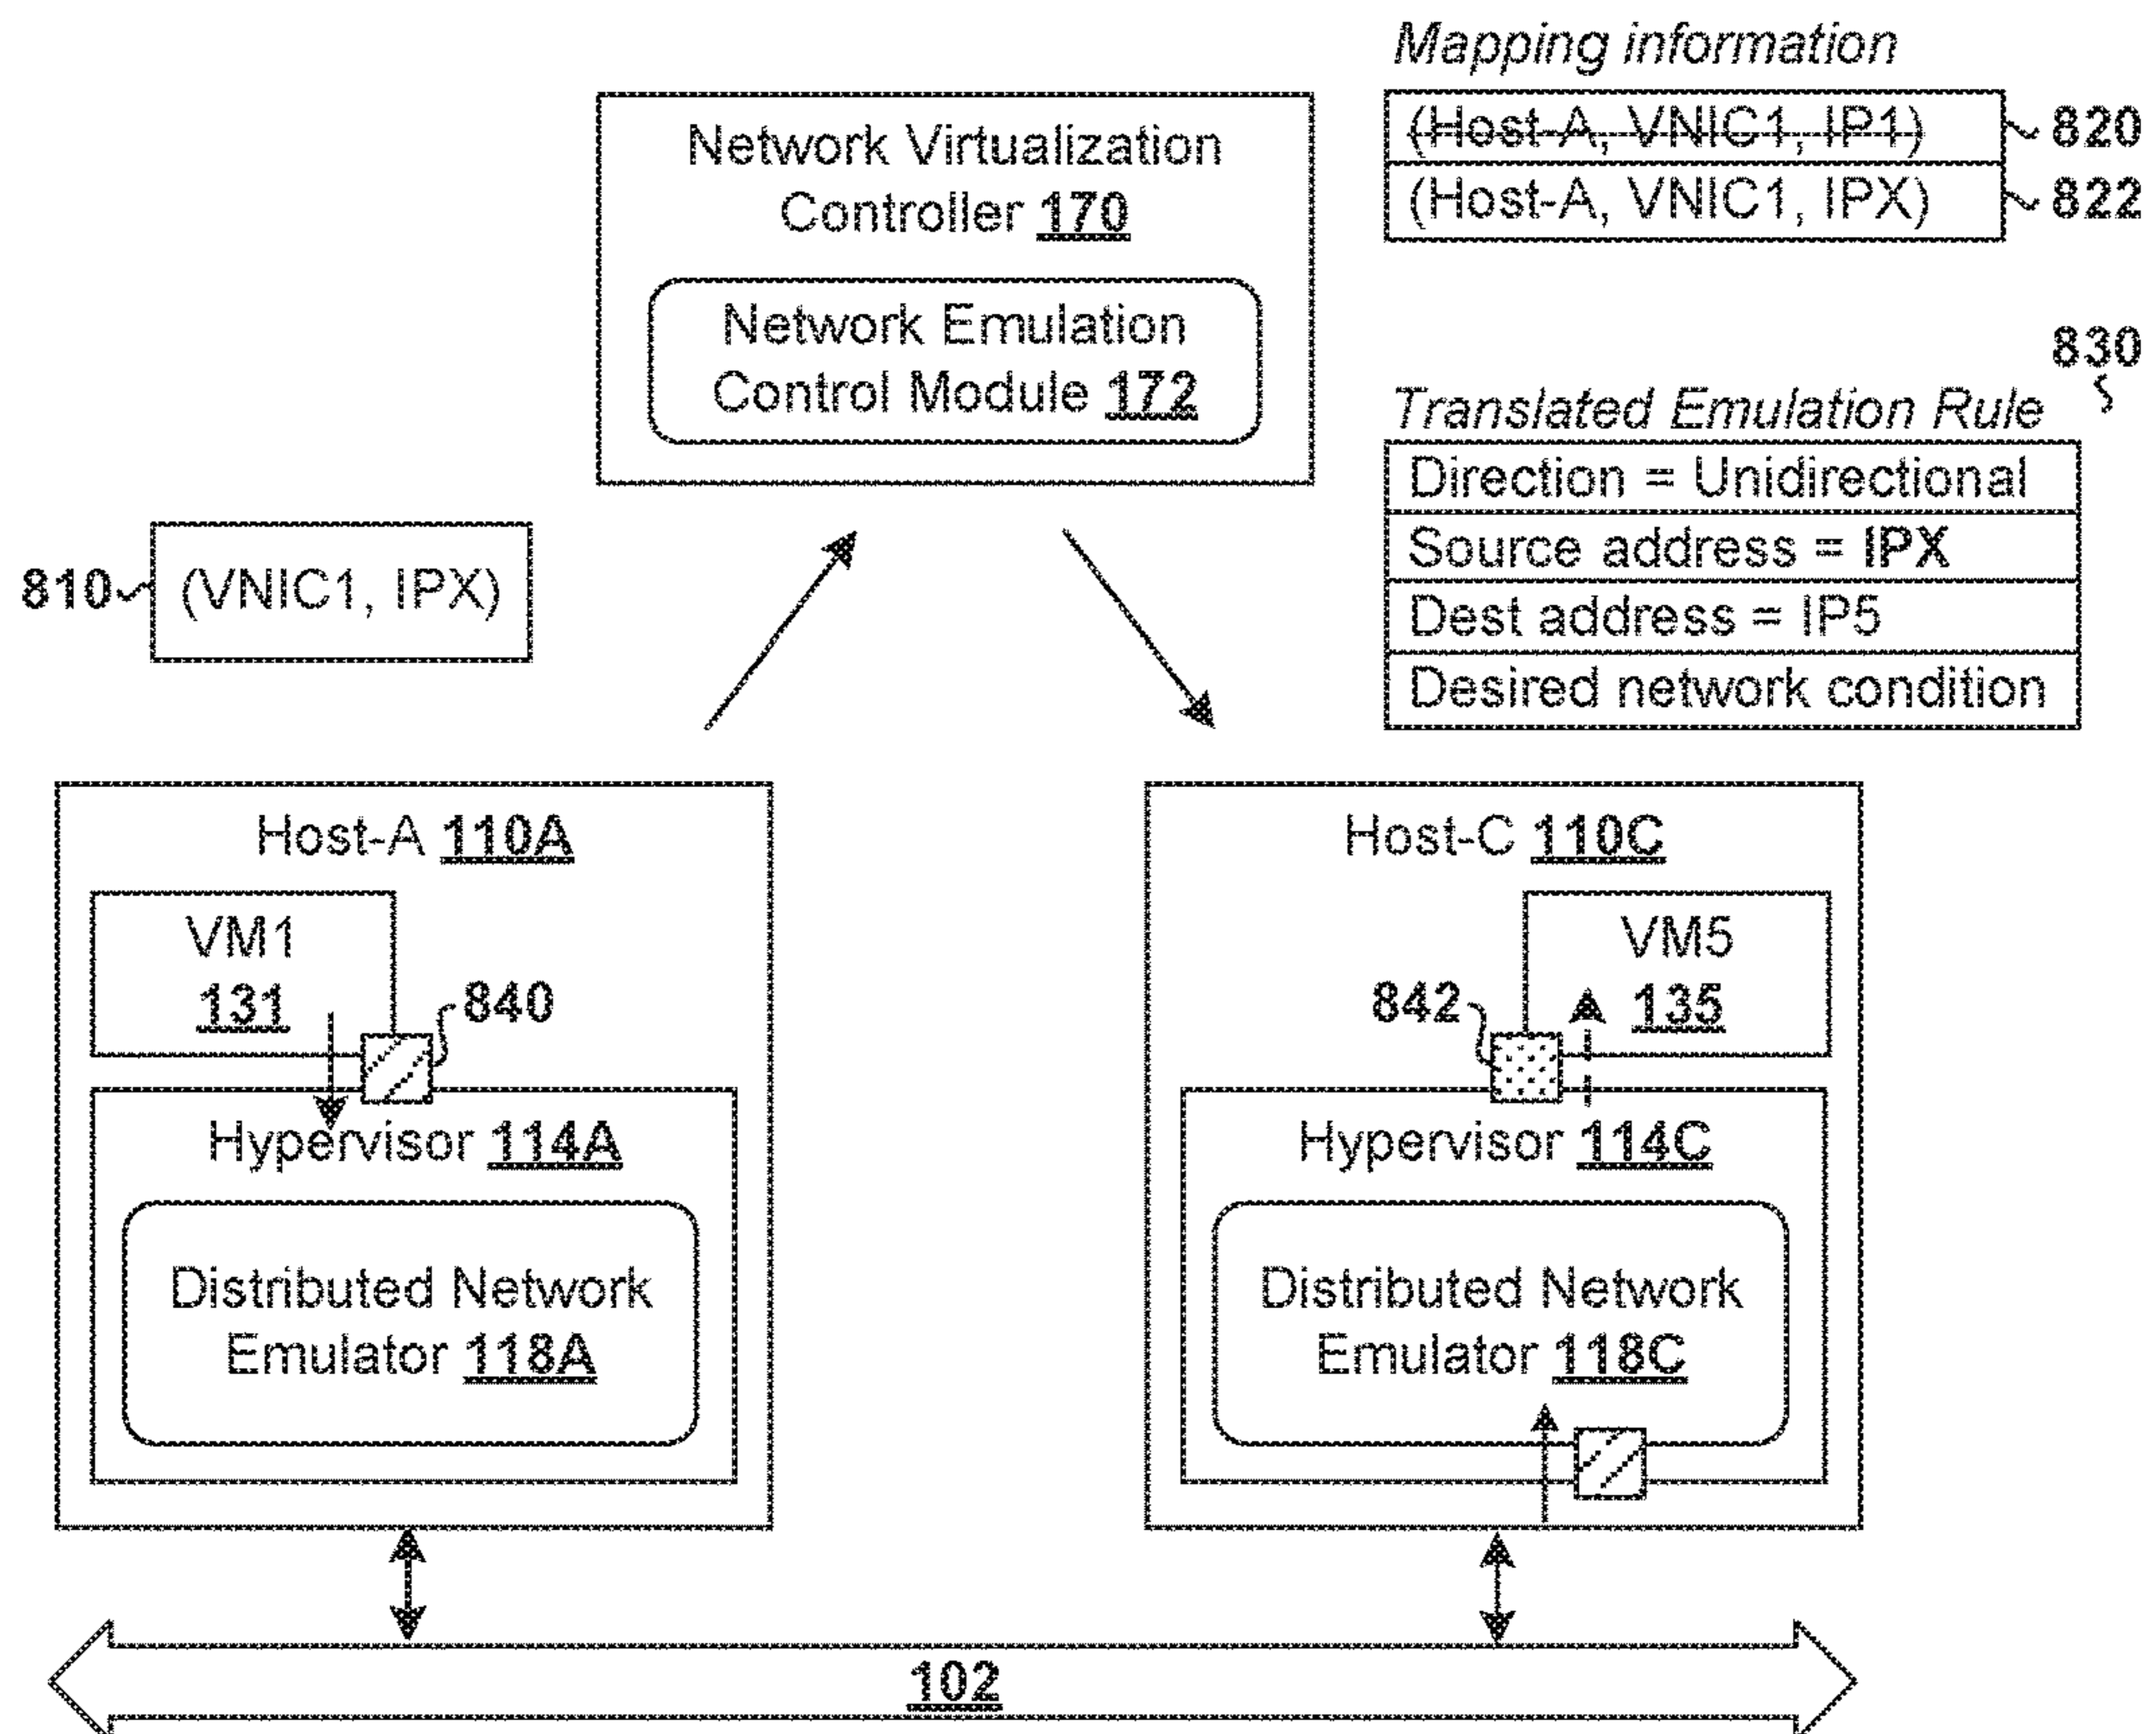 Mapping information
(Host-A, VNIC1, IP1) 820
(Host-A, VNIC1, IPX) 822
Network Virtualization
Controller 170
Network Emulation
Control Module 172
830
Translated Emulation Rule
Direction = Unidirectional
Source address = IPX
Dest address = IP5
Desired network condition
810 (VNIC1, IPX)
Host-A 110A
VM1
131
840
Hypervisor 114A
Distributed Network
Emulator 118A
Host-C 110C
VM5
135
842
Hypervisor 114C
Distributed Network
Emulator 118C
102